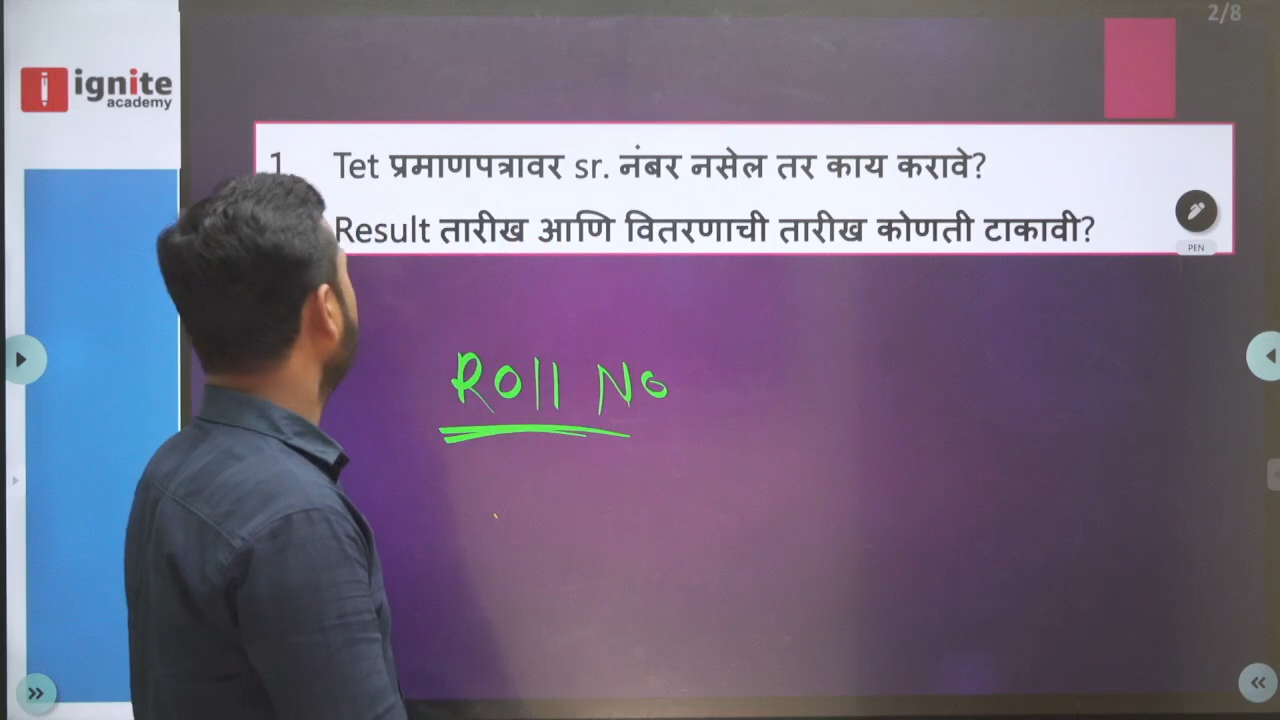 2/8
ignite
academy
1 Tet प्रमाणपत्रावर sr. नंबर नसेल तर काय करावे?
Result तारीख आणि वितरणाची तारीख कोणती टाकावी?
PEN
Roll No